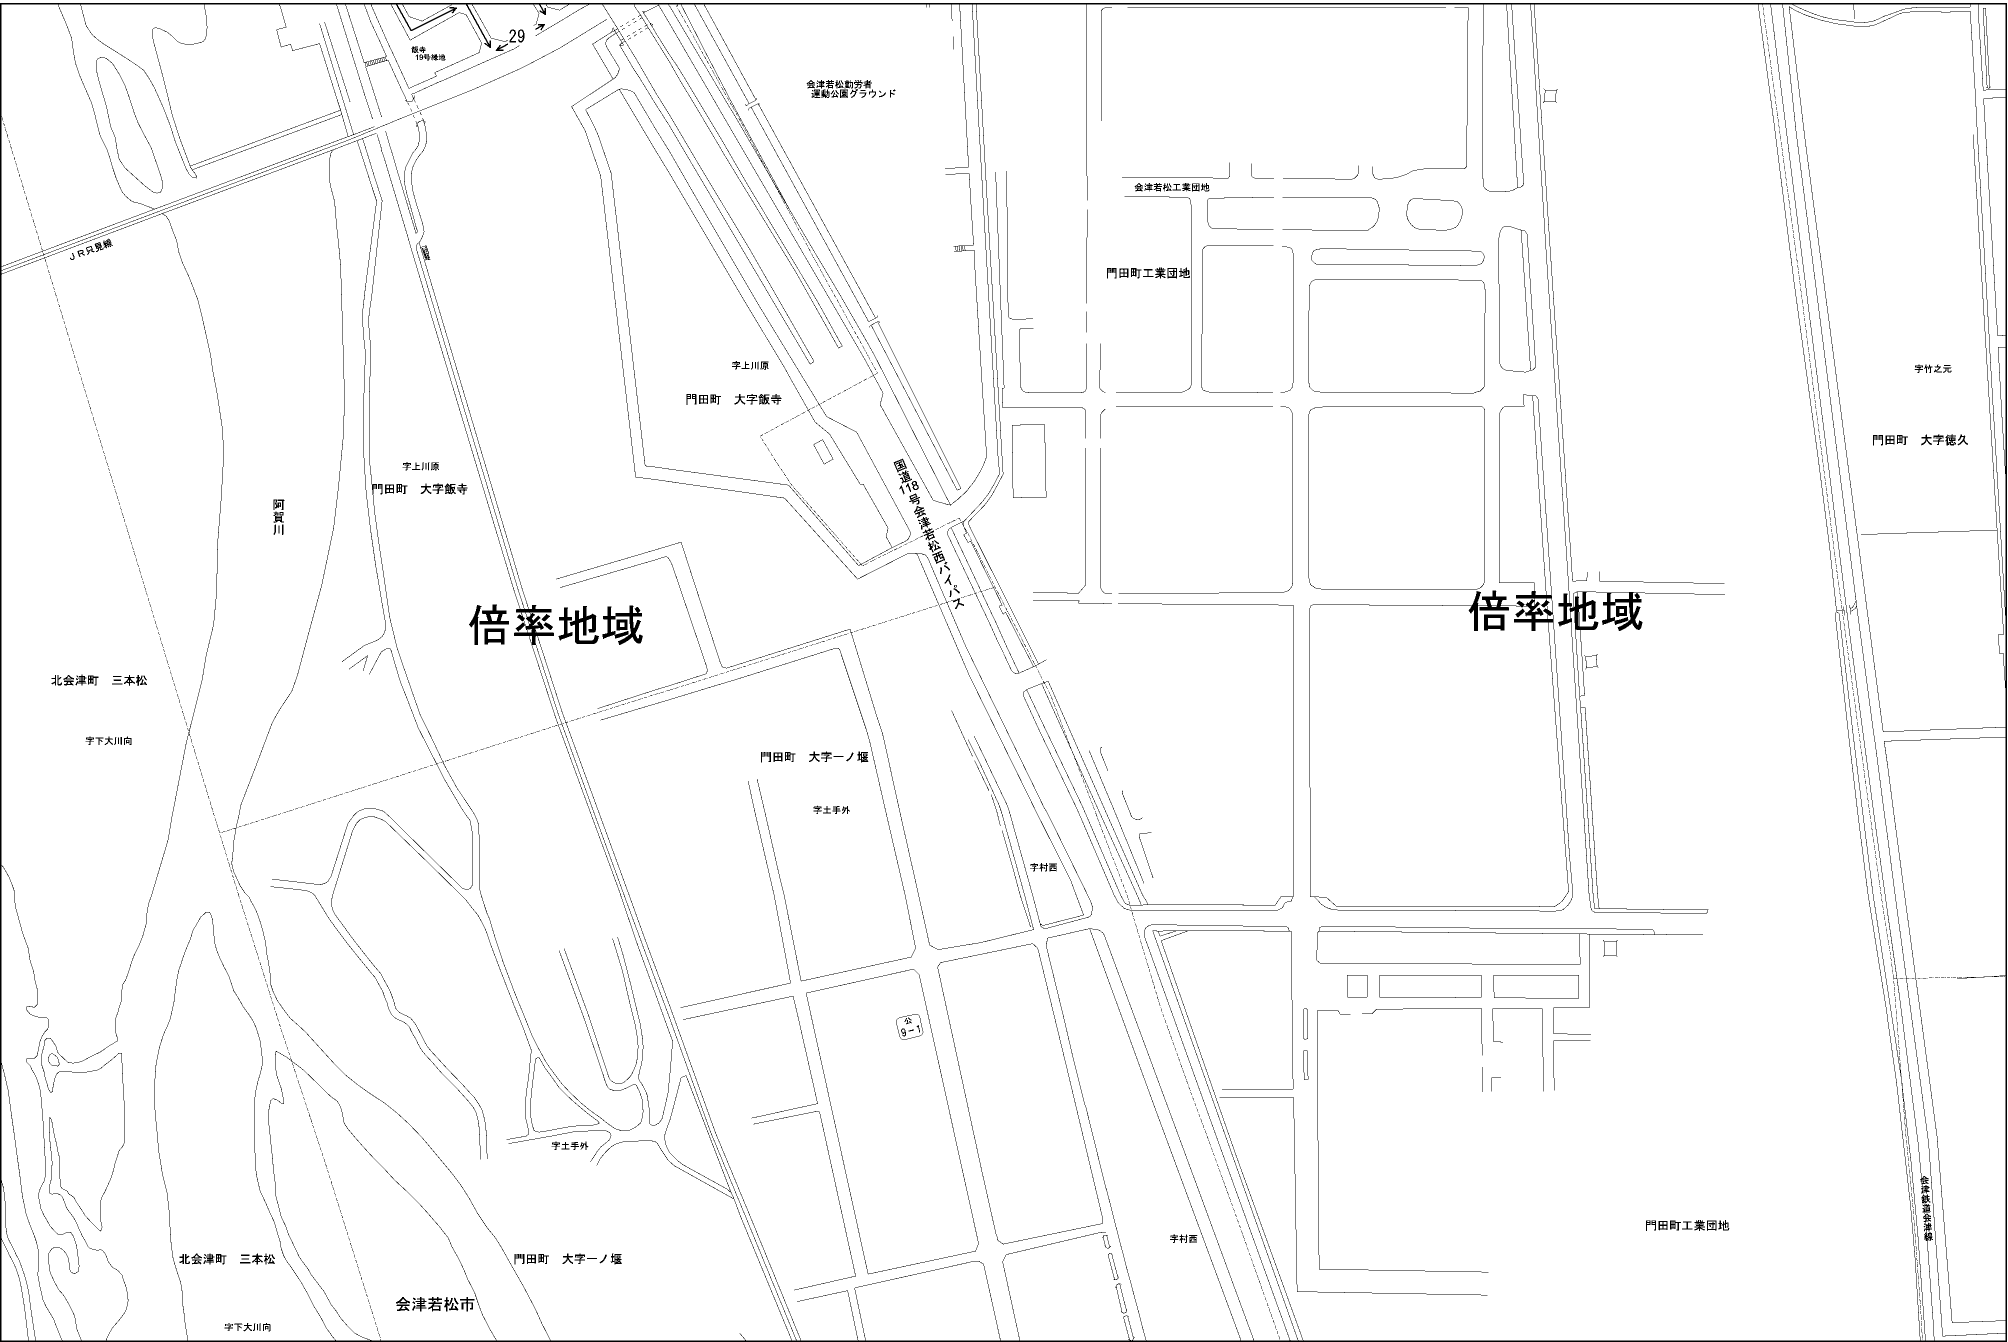 29
飯寺
19号緑地
会津若松勤労者
運動公園グラウンド
会津若松工業団地
JR只見線
門田町工業団地
字上川原
門田町 大字飯寺
字竹之元
門田町 大字徳久
字上川原
門田町 大字飯寺
阿賀川
国道118号会津若松西バイパス
倍率地域
倍率地域
北会津町 三本松
字下大川向
門田町 大字一ノ堰
字土手外
字村西
公
9-1
字土手外
会津鉄道会津線
門田町工業団地
字村西
北会津町 三本松
門田町 大字一ノ堰
会津若松市
字下大川向